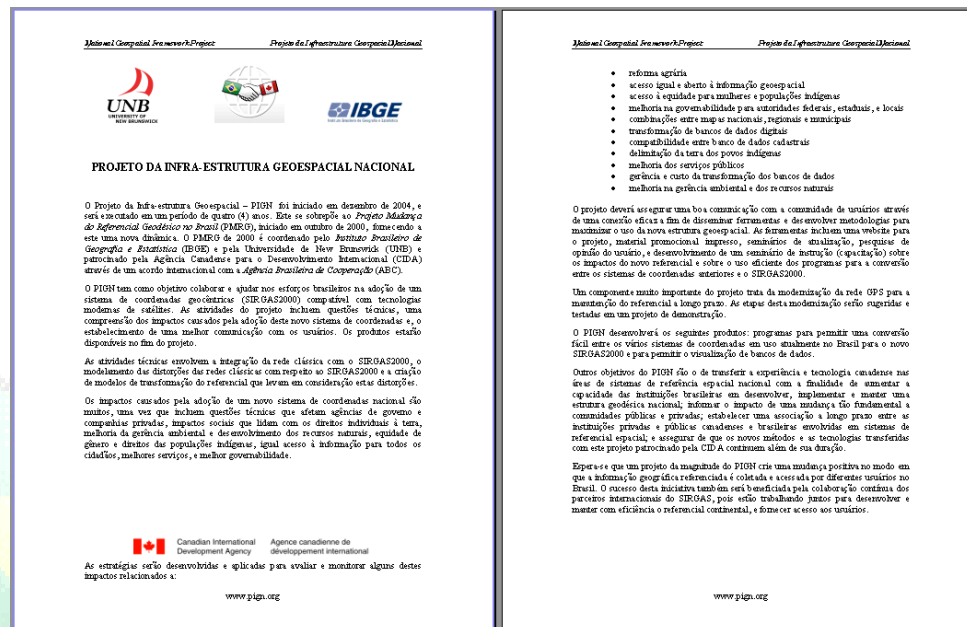 National Geospatial Framework Project Projeto da Infraestrutura Geospacial Nacional
UNB
UNIVERSITY OF
NEW BRUNSWICK
IBGE
PROJETO DA INFRA-ESTRUTURA GEOESPACIAL NACIONAL
O Projeto da Infra-estrutura Geoespacial – PIGN foi iniciado em dezembro de 2004, e
será executado em um período de quatro (4) anos. Este se sobrepõe ao Projeto Mudança
do Referencial Geodésico no Brasil (PMRG), iniciado em outubro de 2000, fornecendo a
este uma nova dinâmica. O PMRG de 2000 é coordenado pelo Instituto Brasileiro de
Geografia e Estatística (IBGE) e pela Universidade de New Brunswick (UNB) e
patrocinado pela Agência Canadense para o Desenvolvimento Internacional (CIDA)
através de um acordo internacional com a Agência Brasileira de Cooperação (ABC).
O PIGN tem como objetivo colaborar e ajudar nos esforços brasileiros na adoção de um
sistema de coordenadas geocêntricas (SIRGAS2000) compatível com tecnologias
modernas de satélites. As atividades do projeto incluem questões técnicas, uma
compreensão dos impactos causados pela adoção deste novo sistema de coordenadas e, o
estabelecimento de uma melhor comunicação com os usuários. Os produtos estarão
disponíveis no fim do projeto.
As atividades técnicas envolvem a integração da rede clássica com o SIRGAS2000, o
modelamento das distorções das redes clássicas com respeito ao SIRGAS2000 e a criação
de modelos de transformação do referencial que levam em consideração estas distorções.
Os impactos causados pela adoção de um novo sistema de coordenadas nacional são
muitos, uma vez que incluem questões técnicas que afetam agências de governo e
companhias privadas, impactos sociais que lidam com os direitos individuais à terra,
melhoria da gerência ambiental e desenvolvimento dos recursos naturais, equidade de
gênero e direitos das populações indígenas, igual acesso à informação para todos os
cidadãos, melhores serviços, e melhor governabilidade.
Canadian International Agence canadienne de
Development Agency développement international
As estratégias serão desenvolvidas e aplicadas para avaliar e monitorar alguns destes
impactos relacionados a:
www.pign.org
National Geospatial Framework Project Projeto da Infraestrutura Geospacial Nacional
• reforma agrária
• acesso igual e aberto à informação geoespacial
• acesso à equidade para mulheres e populações indígenas
• melhoria na governabilidade para autoridades federais, estaduais, e locais
• combinações entre mapas nacionais, regionais e municipais
• transformação de bancos de dados digitais
• compatibilidade entre banco de dados cadastrais
• delimitação da terra dos povos indígenas
• melhoria dos serviços públicos
• gerência e custo da transformação dos bancos de dados
• melhoria na gerência ambiental e dos recursos naturais
O projeto deverá assegurar uma boa comunicação com a comunidade de usuários através
de uma conexão eficaz a fim de disseminar ferramentas e desenvolver metodologias para
maximizar o uso da nova estrutura geoespacial. As ferramentas incluem uma website para
o projeto, material promocional impresso, seminários de atualização, pesquisas de
opinião do usuário, e desenvolvimento de um seminário de instrução (capacitação) sobre
os impactos do novo referencial e sobre o uso eficiente dos programas para a conversão
entre os sistemas de coordenadas anteriores e o SIRGAS2000.
Um componente muito importante do projeto trata da modernização da rede GPS para a
manutenção do referencial a longo prazo. As etapas desta modernização serão sugeridas e
testadas em um projeto de demonstração.
O PIGN desenvolverá os seguintes produtos: programas para permitir uma conversão
fácil entre os vários sistemas de coordenadas em uso atualmente no Brasil para o novo
SIRGAS2000 e para permitir o visualização de bancos de dados.
Outros objetivos do PIGN são o de transferir a experiência e tecnologia canadense nas
áreas de sistemas de referência espacial nacional com a finalidade de aumentar a
capacidade das instituições brasileiras em desenvolver, implementar e manter uma
estrutura geodésica nacional; informar o impacto de uma mudança tão fundamental a
comunidades públicas e privadas; estabelecer uma associação a longo prazo entre as
instituições privadas e públicas canadenses e brasileiras envolvidas em sistemas de
referencial espacial; e assegurar de que os novos métodos e as tecnologias transferidas
com este projeto patrocinado pela CIDA continuem além de sua duração.
Espera-se que um projeto da magnitude do PIGN crie uma mudança positiva no modo em
que a informação geográfica referenciada é coletada e acessada por diferentes usuários no
Brasil. O sucesso desta iniciativa também será beneficiada pela colaboração contínua dos
parceiros internacionais do SIRGAS, pois estão trabalhando juntos para desenvolver e
manter com eficiência o referencial continental, e fornecer acesso aos usuários.
www.pign.org